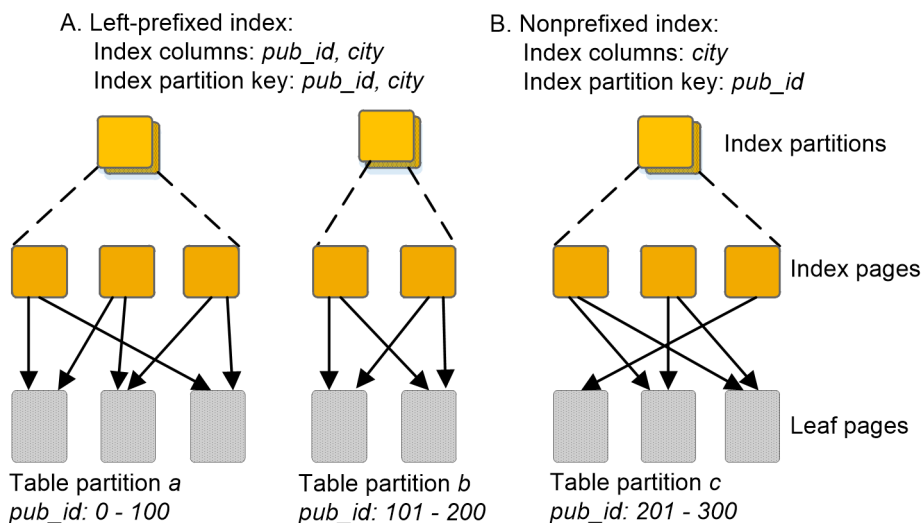 A. Left-prefixed index:
Index columns: pub_id, city
Index partition key: pub_id, city
B. Nonprefixed index:
Index columns: city
Index partition key: pub_id
Index partitions
Index pages
Leaf pages
Table partition a
pub_id: 0 - 100
Table partition b
pub_id: 101 - 200
Table partition c
pub_id: 201 - 300